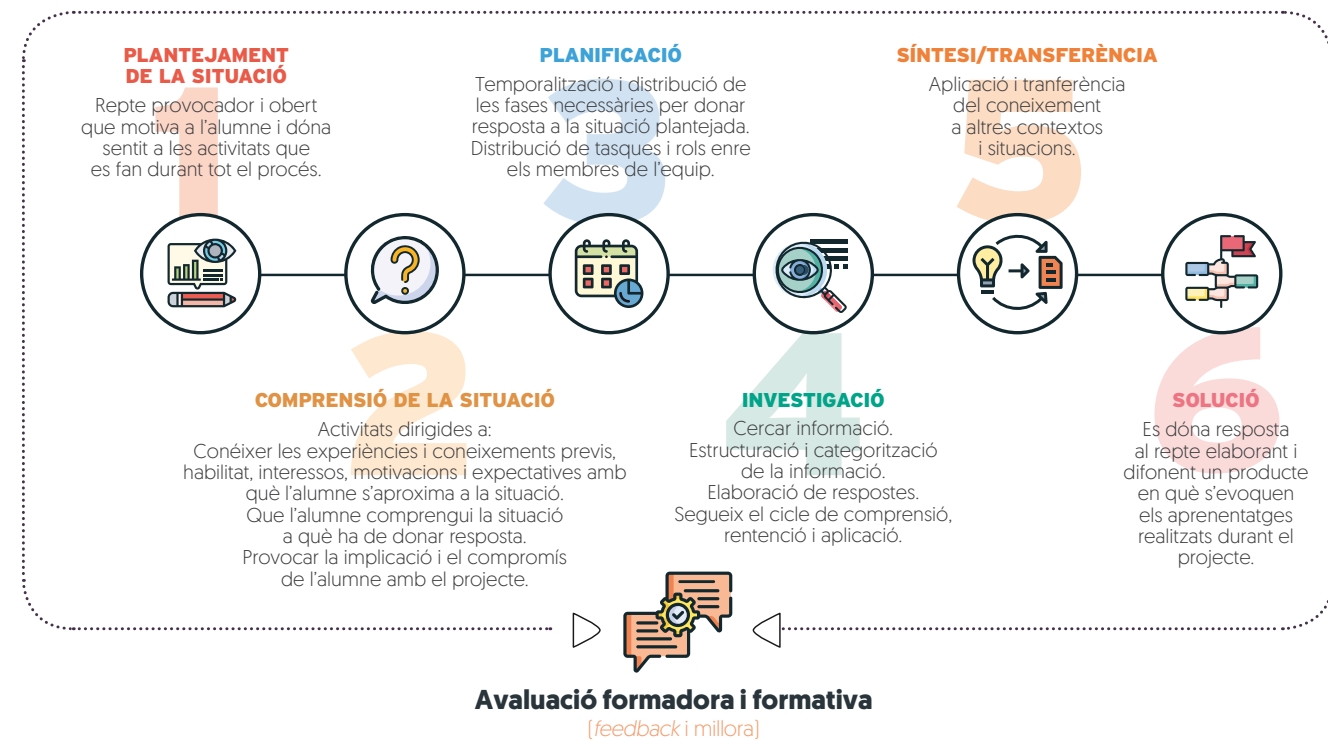 1
PLANTEJAMENT
DE LA SITUACIÓ
Repte provocador i obert
que motiva a l'alumne i dóna
sentit a les activitats que
es fan durant tot el procés.
2
COMPRENSIÓ DE LA SITUACIÓ
Activitats dirigides a:
Conéixer les experiències i coneixements previs,
habilitat, interessos, motivacions i expectatives amb
què l'alumne s'aproxima a la situació.
Que l'alumne comprengui la situació
a què ha de donar resposta.
Provocar la implicació i el compromís
de l'alumne amb el projecte.
3
PLANIFICACIÓ
Temporalització i distribució de
les fases necessàries per donar
resposta a la situació plantejada.
Distribució de tasques i rols enre
els membres de l'equip.
4
INVESTIGACIÓ
Cercar informació.
Estructuració i categorització
de la informació.
Elaboració de respostes.
Segueix el cicle de comprensió,
rentenció i aplicació.
5
SÍNTESI/TRANSFERÈNCIA
Aplicació i tranferència
del coneixement
a altres contextos
i situacions.
6
SOLUCIÓ
Es dóna resposta
al repte elaborant i
difonent un producte
en què s'evoquen
els aprenentatges
realitzats durant el
projecte.
?
Avaluació formadora i formativa
[feedback i millora]